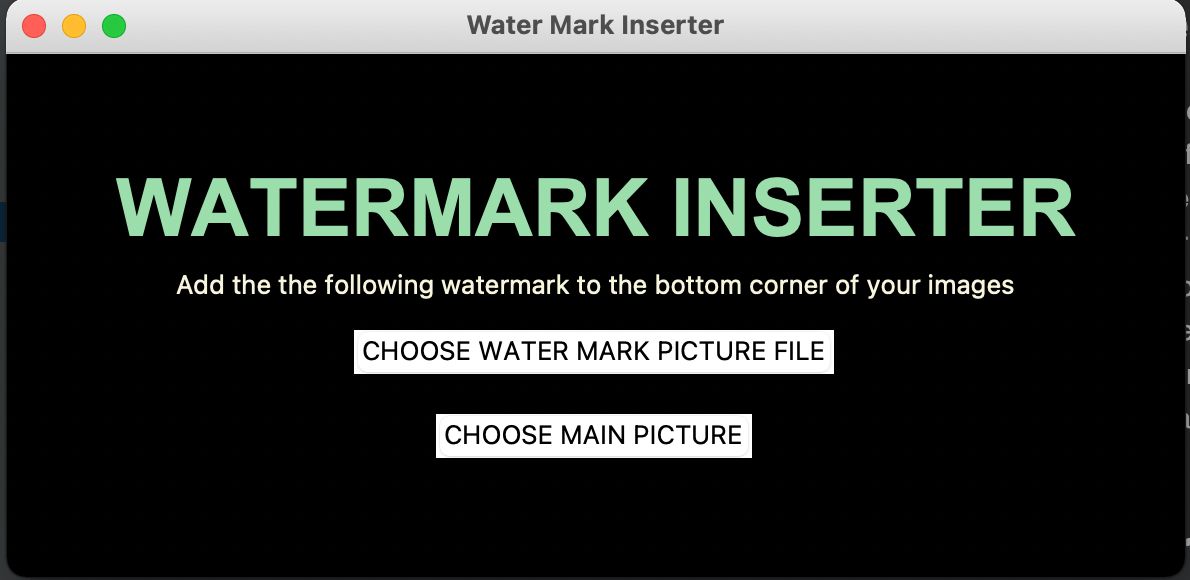 Water Mark Inserter
WATERMARK INSERTER
Add the the following watermark to the bottom corner of your images
CHOOSE WATER MARK PICTURE FILE
CHOOSE MAIN PICTURE